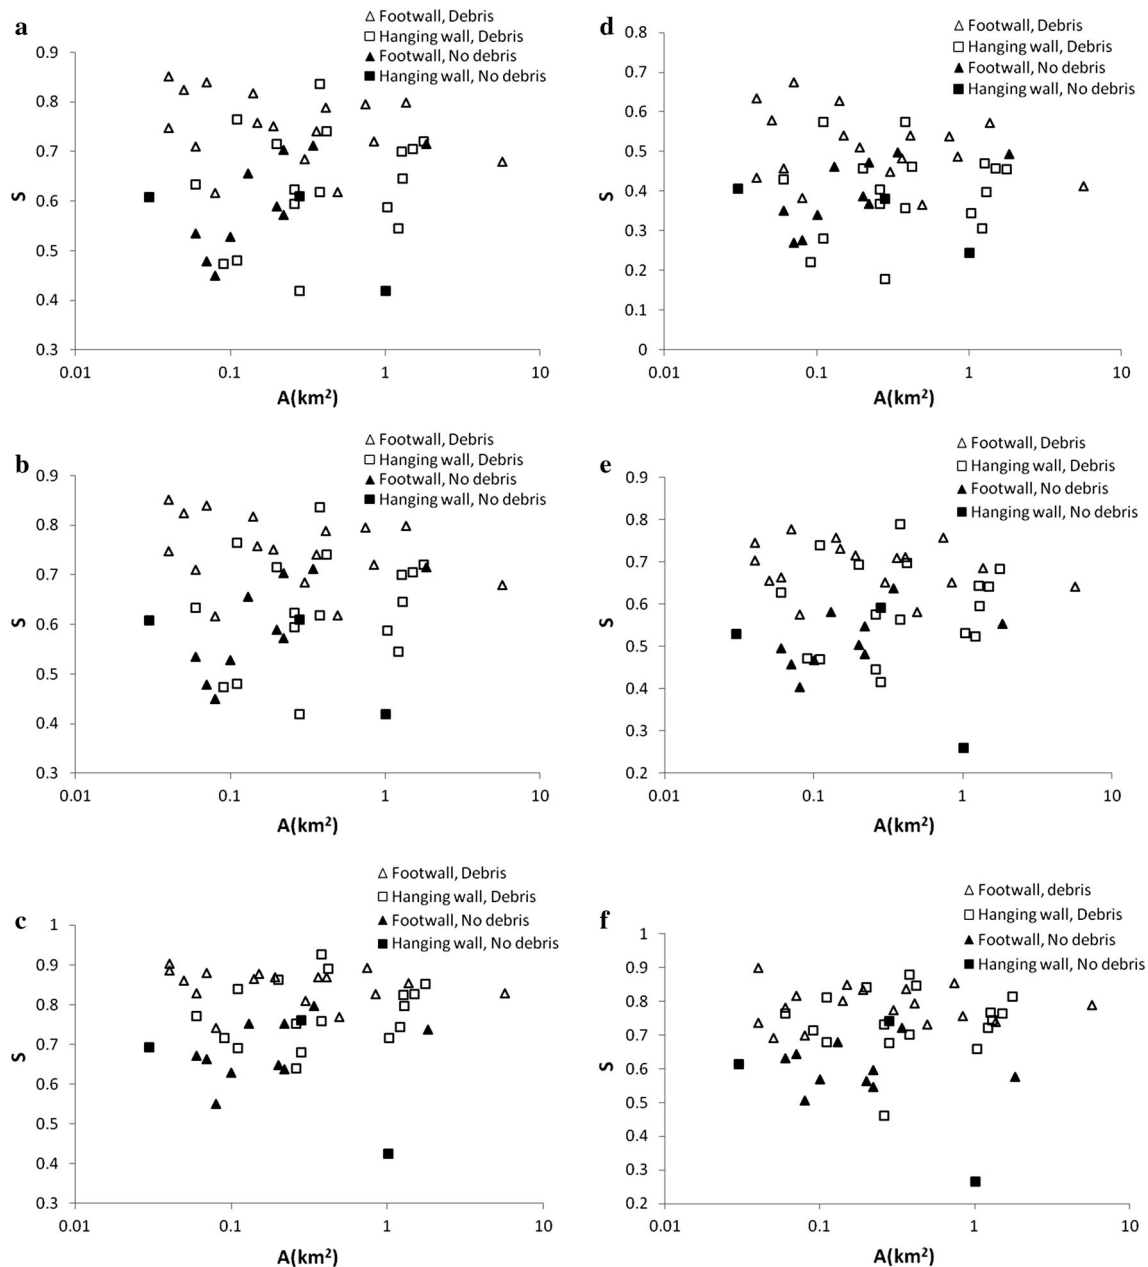 a
Footwall, Debris
Hanging wall, Debris
Footwall, No debris
Hanging wall, No debris
0.9
0.8
0.7
0.6
0.5
0.4
0.3
S
0.01
0.1
1
10
A(km²)
d
Footwall, Debris
Hanging wall, Debris
Footwall, No debris
Hanging wall, No debris
0.8
0.7
0.6
0.5
0.4
0.3
0.2
0.1
0
S
0.01
0.1
1
10
A(km²)
b
Footwall, Debris
Hanging wall, Debris
Footwall, No debris
Hanging wall, No debris
0.9
0.8
0.7
0.6
0.5
0.4
0.3
S
0.01
0.1
1
10
A(km²)
e
Footwall, Debris
Hanging wall, Debris
Footwall, No debris
Hanging wall, No debris
0.9
0.8
0.7
0.6
0.5
0.4
0.3
0.2
S
0.01
0.1
1
10
A(km²)
c
Footwall, Debris
Hanging wall, Debris
Footwall, No debris
Hanging wall, No debris
1
0.9
0.8
0.7
0.6
0.5
0.4
0.3
S
0.01
0.1
1
10
A(km²)
f
Footwall, debris
Hanging wall, Debris
Footwall, No debris
Hanging wall, No debris
1
0.9
0.8
0.7
0.6
0.5
0.4
0.3
0.2
S
0.01
0.1
1
10
A(km²)